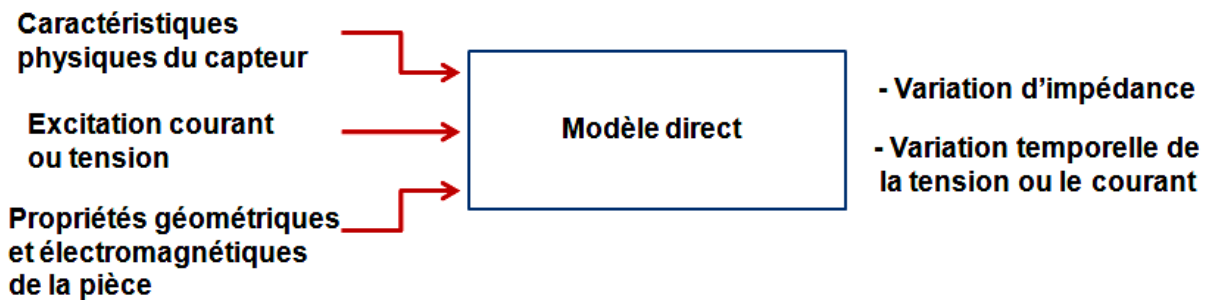 Caractéristiques
physiques du capteur
Excitation courant
ou tension
Propriétés géométriques
et électromagnétiques
de la pièce
Modèle direct
- Variation d’impédance
- Variation temporelle de
la tension ou le courant